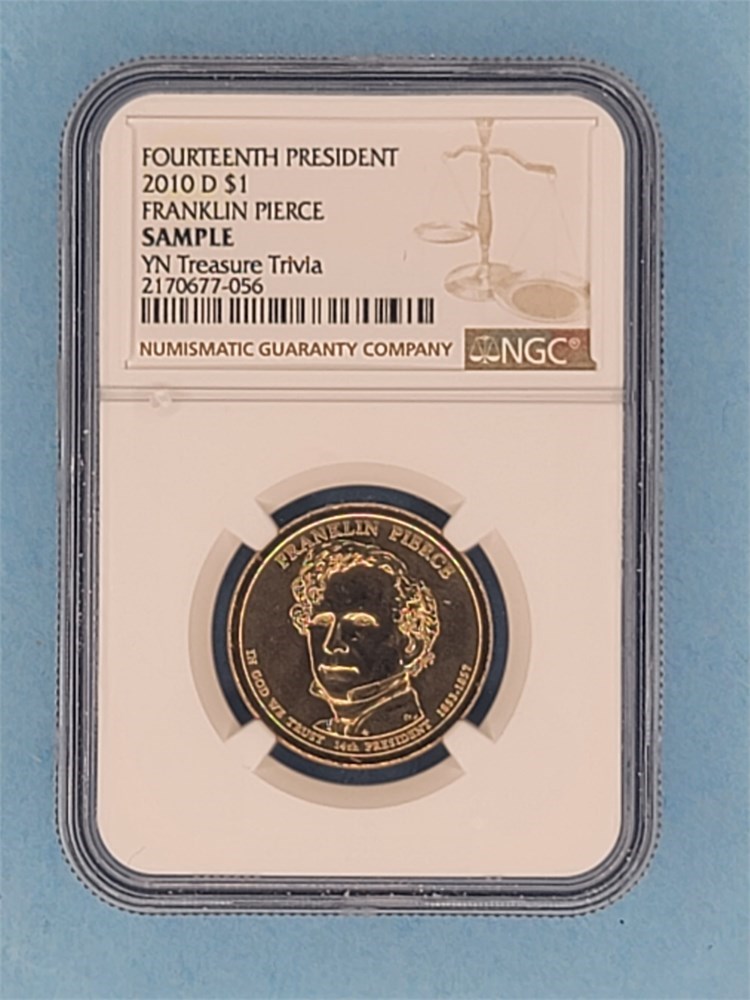 FOURTEENTH PRESIDENT
2010 D $1
FRANKLIN PIERCE
SAMPLE
YN Treasure Trivia
2170677-056
NUMISMATIC GUARANTY COMPANY
NGC®
FRANKLIN PIERCE
IN GOD WE TRUST 14th PRESIDENT 1853-1857